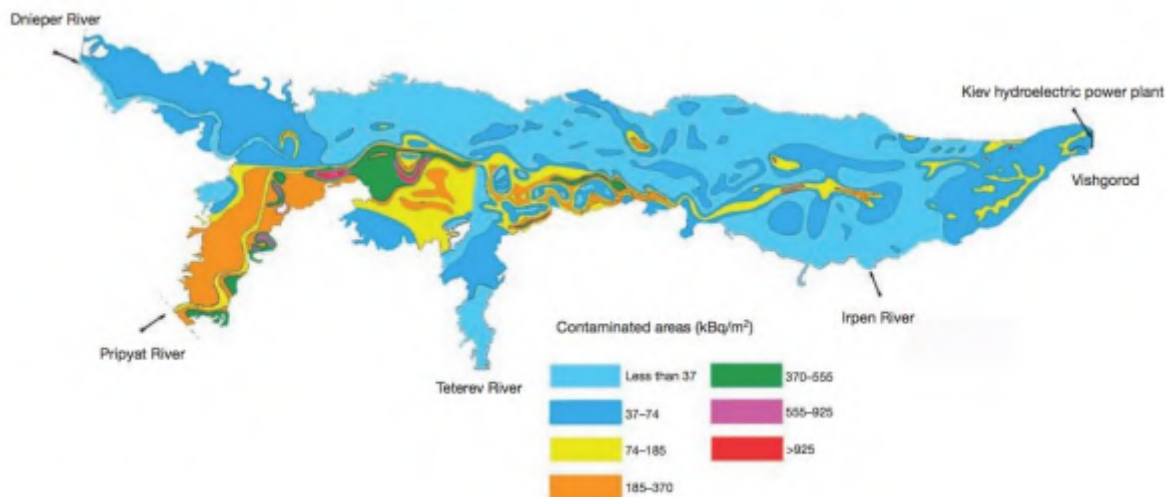 Dnieper River
Kiev hydroelectric power plant
Vishgorod
Irpen River
Pripyat River
Teterev River
Contaminated areas (kBq/m²)
Less than 37
370–555
37–74
555–925
74–185
>925
185–370